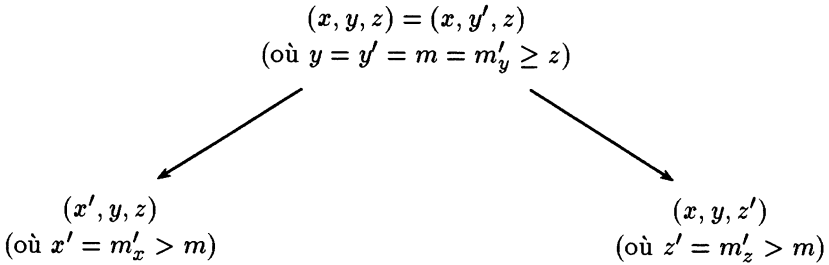 (x, y, z) = (x, y′, z)
(où y = y′ = m = m′_y ≥ z)
(x′, y, z)
(où x′ = m′_x > m)
(x, y, z′)
(où z′ = m′_z > m)